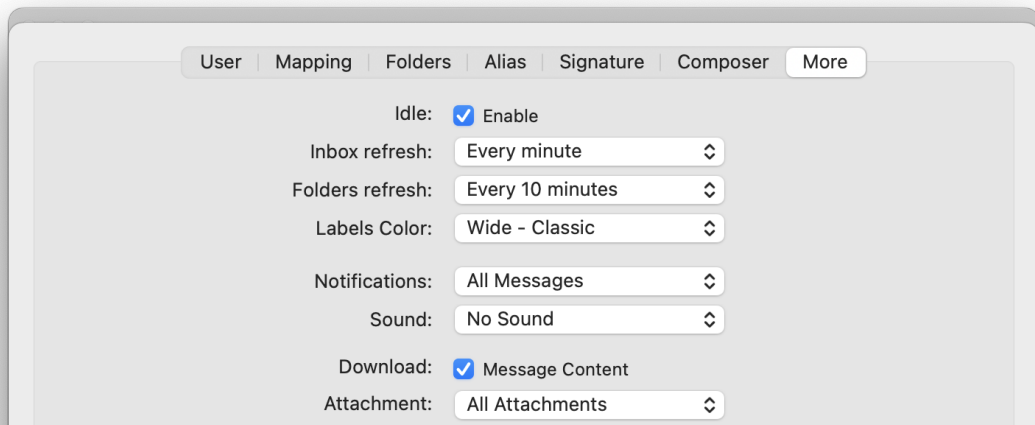 User Mapping Folders Alias Signature Composer More
Idle: Enable
Inbox refresh: Every minute
Folders refresh: Every 10 minutes
Labels Color: Wide - Classic
Notifications: All Messages
Sound: No Sound
Download: Message Content
Attachment: All Attachments